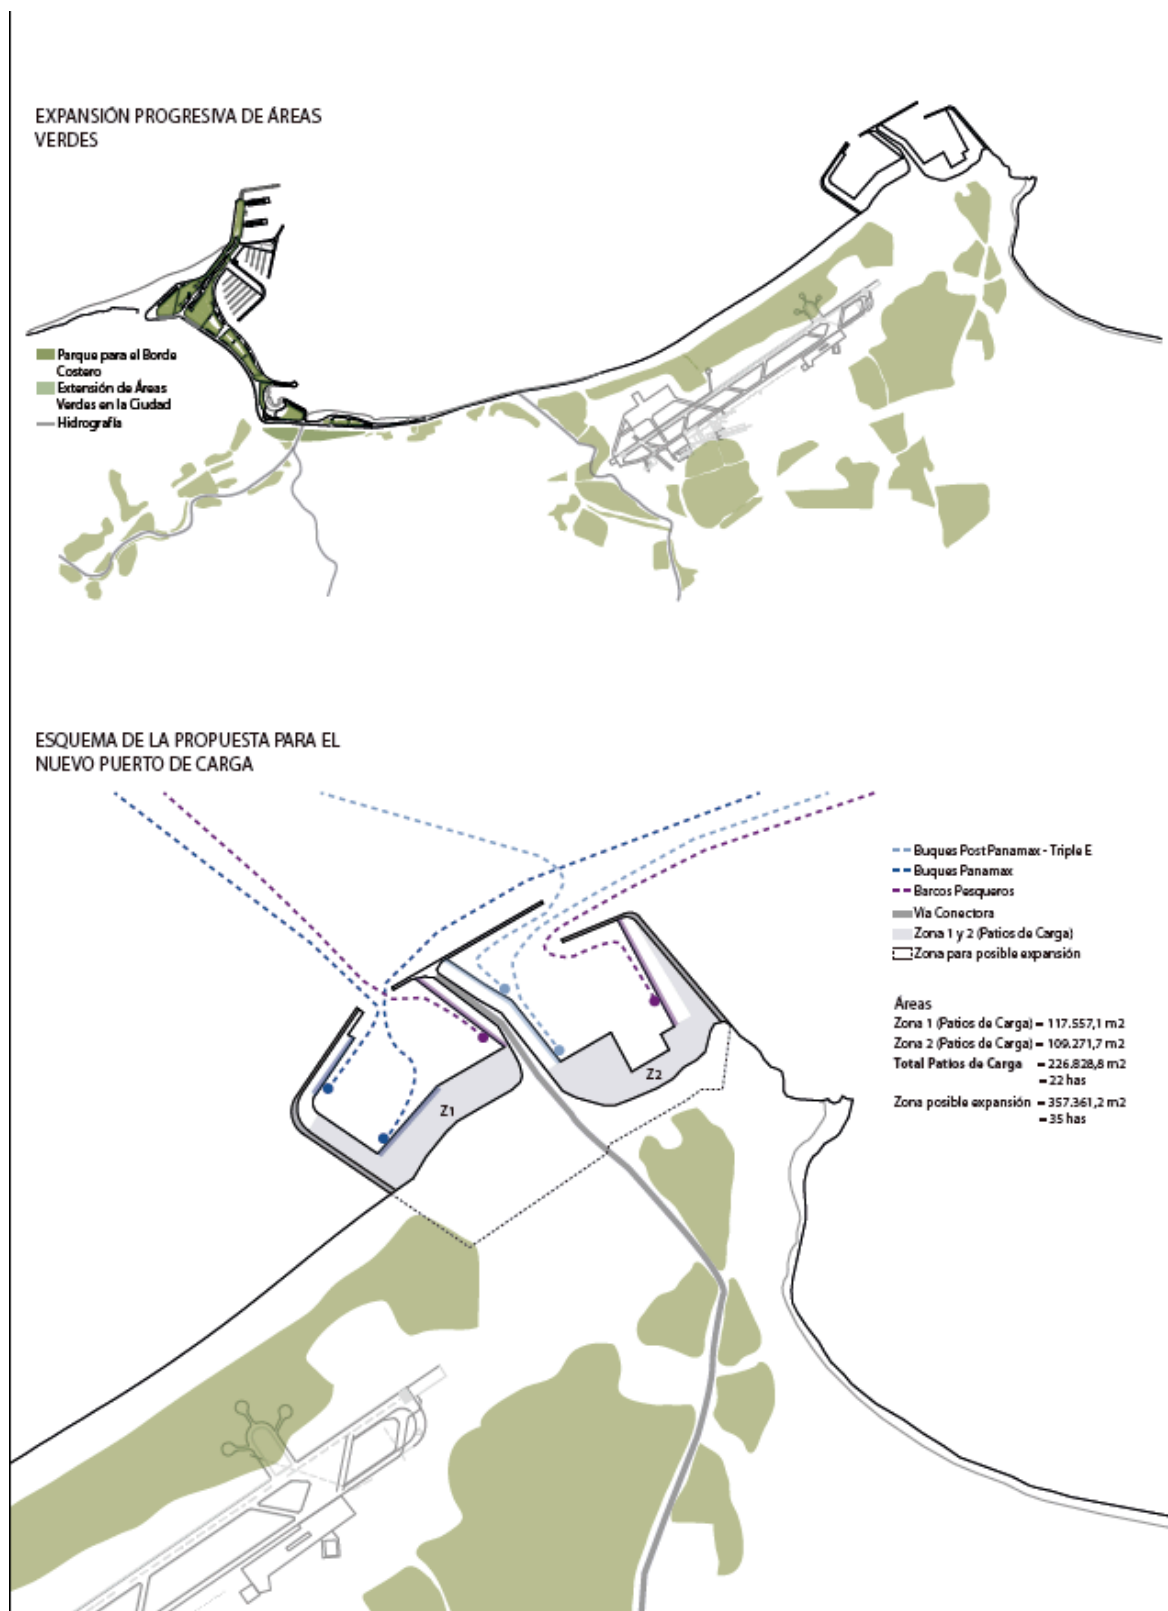 EXPANSIÓN PROGRESIVA DE ÁREAS
VERDES
Parque para el Borde
Costero
Extensión de Áreas
Verdes en la Ciudad
Hidrografía
ESQUEMA DE LA PROPUESTA PARA EL
NUEVO PUERTO DE CARGA
Buques Post Panamax - Triple E
Buques Panamax
Barcos Pesqueros
Vía Conectora
Zona 1 y 2 (Patios de Carga)
Zona para posible expansión
Áreas
Zona 1 (Patios de Carga) = 117.557,1 m2
Zona 2 (Patios de Carga) = 109.271,7 m2
Total Patios de Carga = 226.828,8 m2
= 22 has
Zona posible expansión = 357.361,2 m2
= 35 has
Z2
Z1